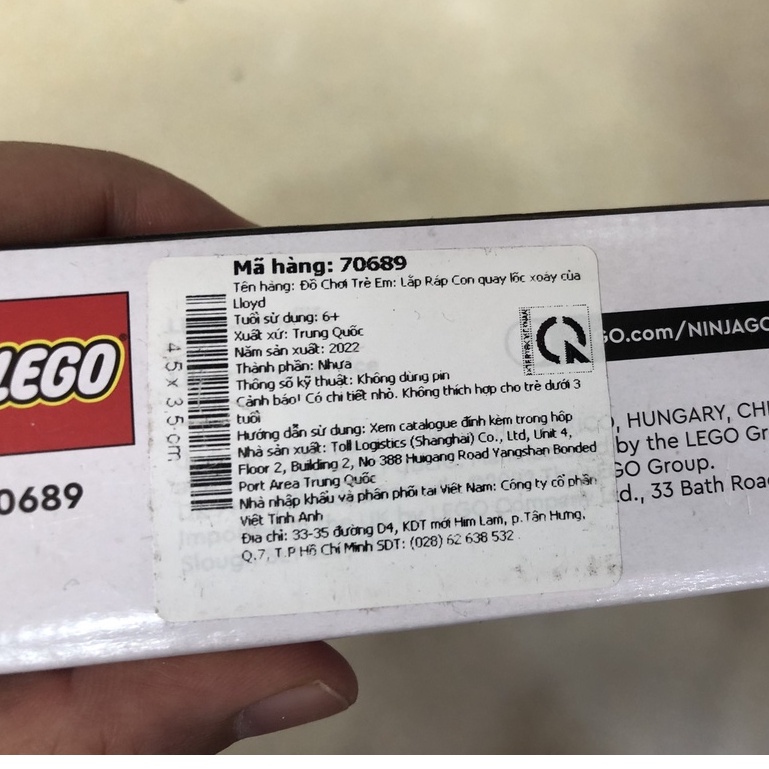 LEGO
0689
4,5 x 3,5 cm
Mã hàng: 70689
Tên hàng: Đồ Chơi Trẻ Em: Lắp Ráp Con quay lốc xoáy của
Lloyd
Tuổi sử dụng: 6+
Xuất xứ: Trung Quốc
Năm sản xuất: 2022
Thành phần: Nhựa
Thông số kỹ thuật: Không dùng pin
Cảnh báo! Có chi tiết nhỏ. Không thích hợp cho trẻ dưới 3
tuổi
Hướng dẫn sử dụng: Xem catalogue đính kèm trong hộp
Nhà sản xuất: Toll Logistics (Shanghai) Co., Ltd, Unit 4,
Floor 2, Building 2, No 388 Huigang Road Yangshan Bonded
Port Area Trung Quốc
Nhà nhập khẩu và phân phối tại Việt Nam: Công ty cổ phần
Việt Tinh Anh
Địa chỉ: 33-35 đường D4, KDT mới Him Lam, p.Tân Hưng,
Q.7, T.P Hồ Chí Minh SDT: (028) 62 638 532
GO.com/NINJAGO
, HUNGARY, CHI
by the LEGO Gr
GO Group.
d., 33 Bath Road